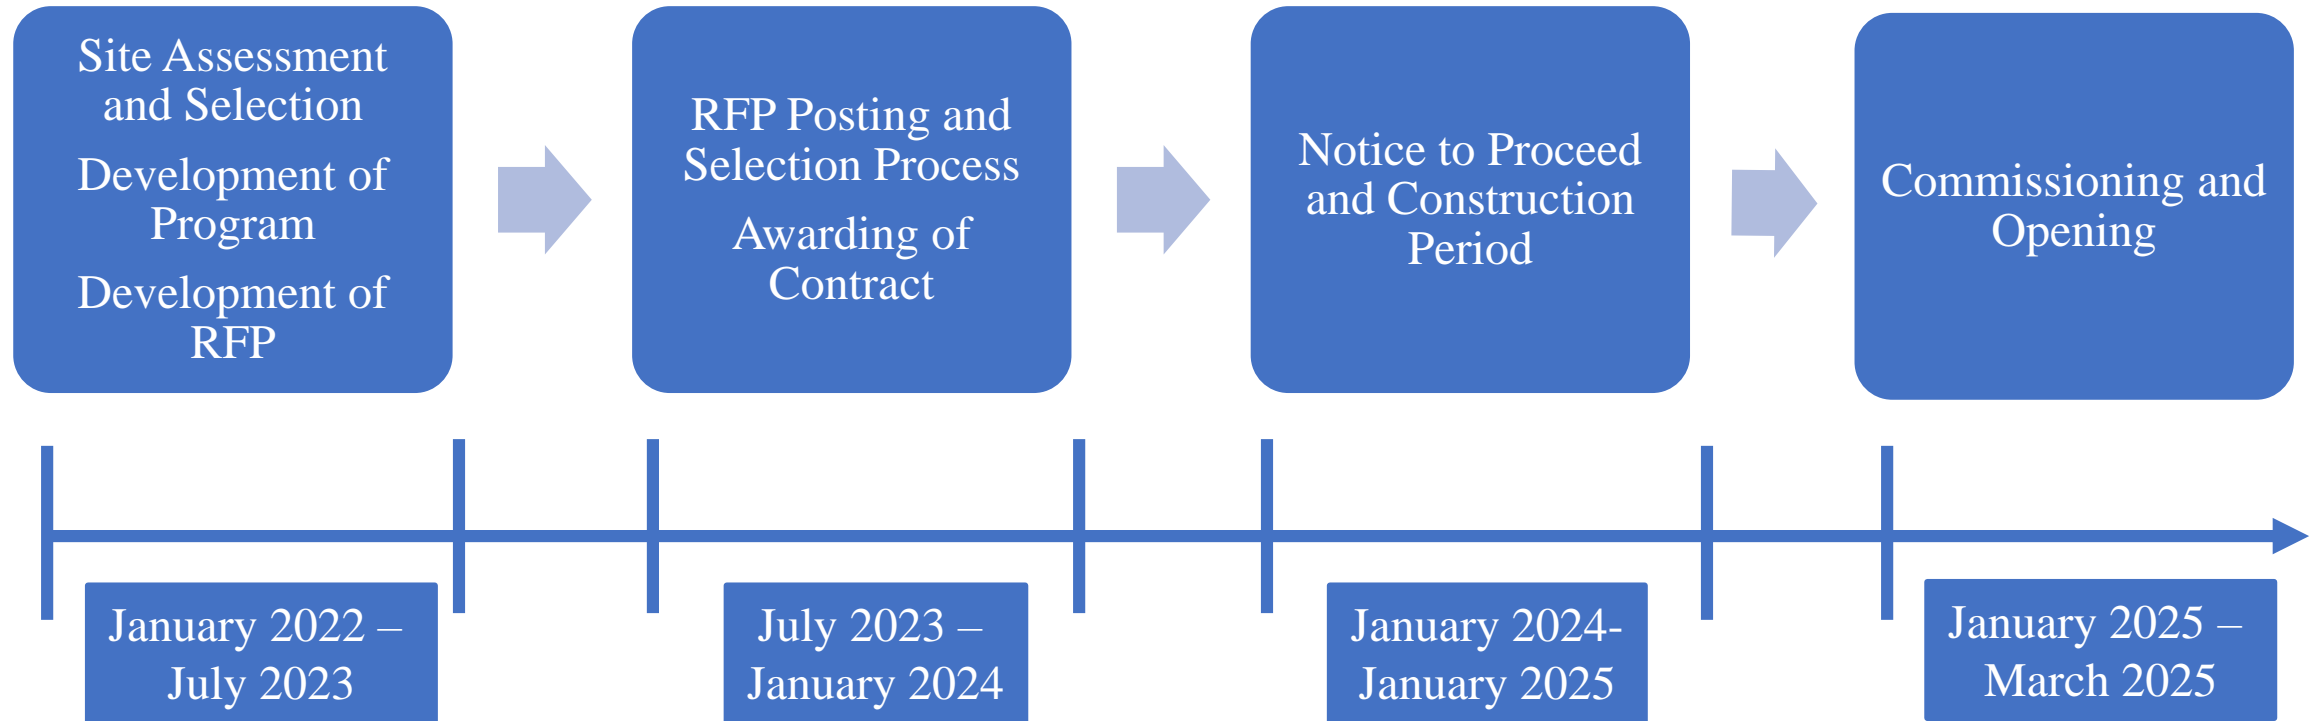 Site Assessment
and Selection
Development of
Program
Development of
RFP
RFP Posting and
Selection Process
Awarding of
Contract
Notice to Proceed
and Construction
Period
Commissioning and
Opening
January 2022 –
July 2023
July 2023 –
January 2024
January 2024-
January 2025
January 2025 –
March 2025